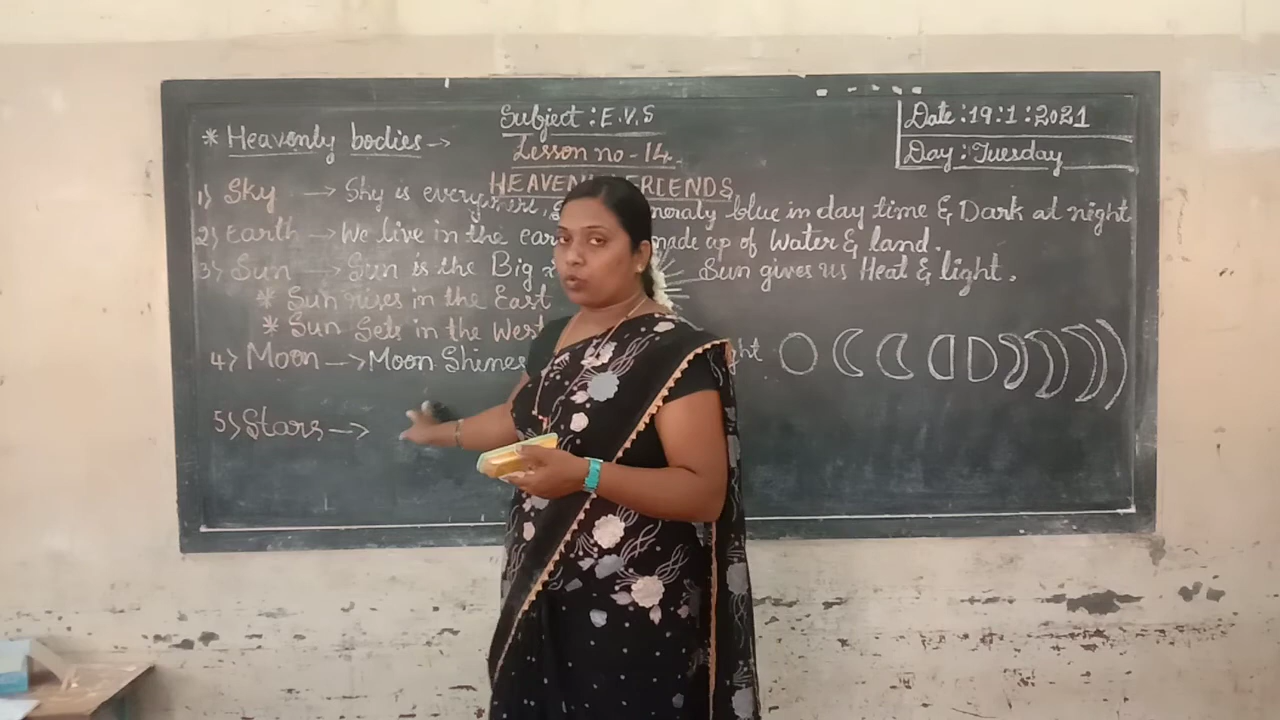 Subject : E.V.S
Date : 19 : 1 : 2021
* Heavenly bodies →
Lesson no - 14.
Day : Tuesday
HEAVEN FRIENDS
1) Sky → Sky is everywhere, blue in day time & Dark at night
2) Earth → We live in the made up of Water & land.
3) Sun → Sun is the Big Sun gives us Heat & light.
* Sun rises in the East
* Sun Sets in the West
4) Moon → Moon Shines
5) Stars →